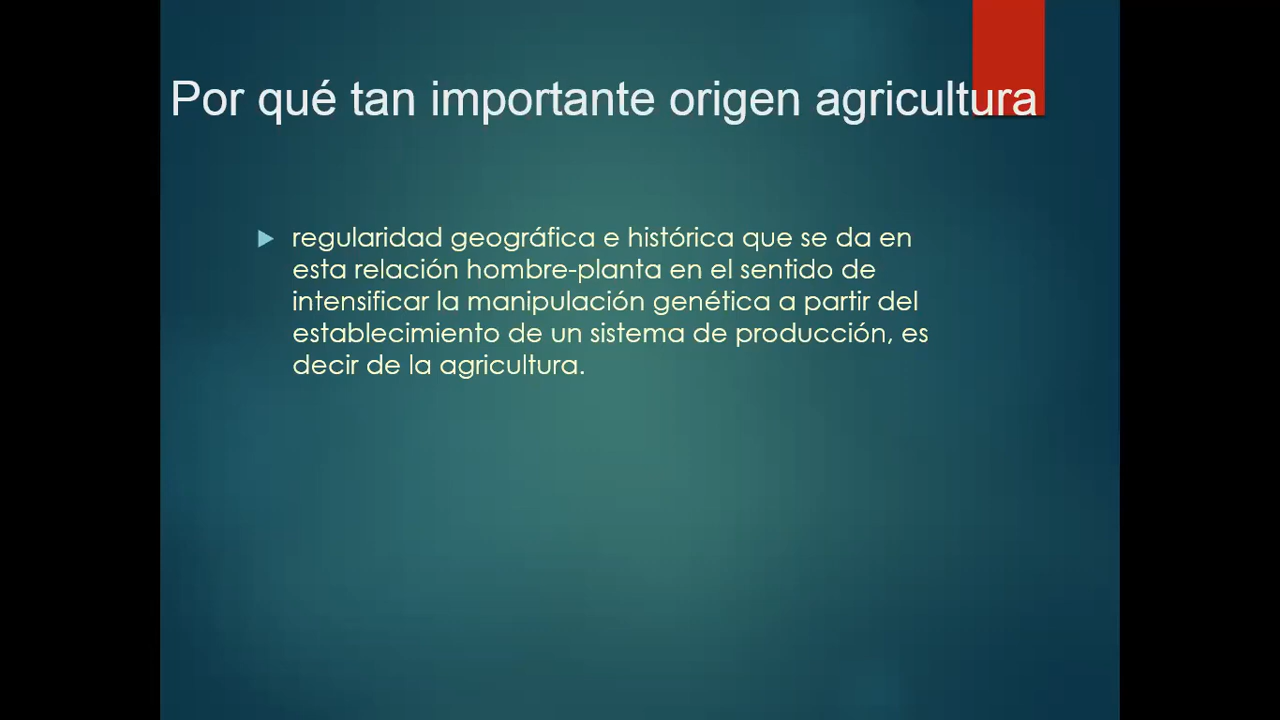 Por qué tan importante origen agricultura
regularidad geográfica e histórica que se da en
esta relación hombre-planta en el sentido de
intensificar la manipulación genética a partir del
establecimiento de un sistema de producción, es
decir de la agricultura.